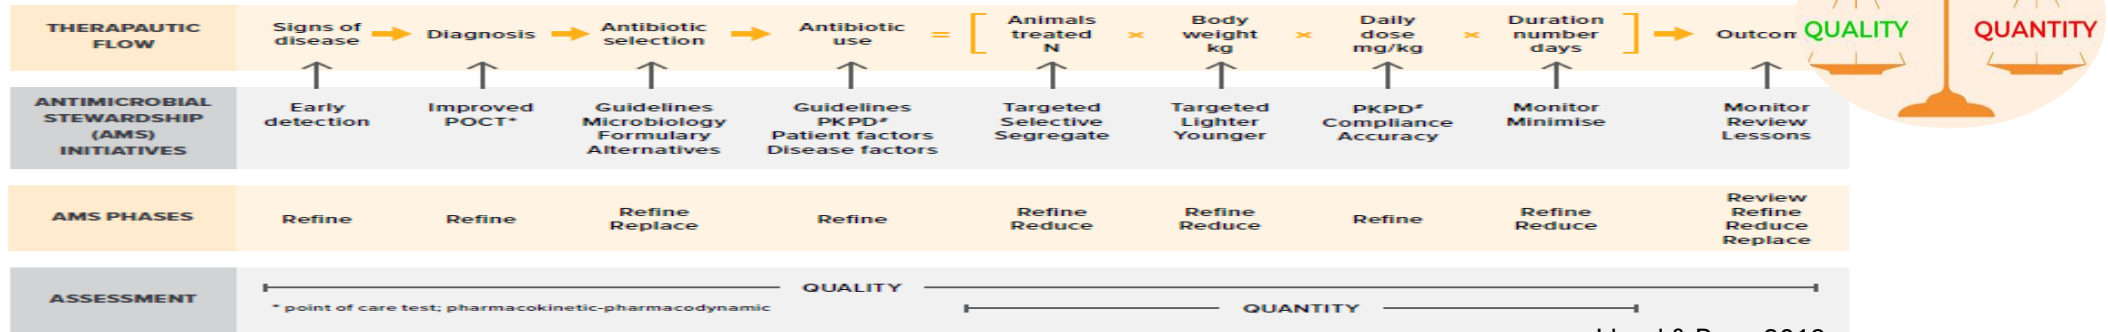 THERAPAUTIC
FLOW
Signs of
disease
Diagnosis
Antibiotic
selection
Antibiotic
use
=
[
Animals
treated
N
×
Body
weight
kg
×
Daily
dose
mg/kg
×
Duration
number
days
]
Outcom
QUALITY
QUANTITY
ANTIMICROBIAL
STEWARDSHIP
(AMS)
INITIATIVES
Early
detection
Improved
POCT*
Guidelines
Microbiology
Formulary
Alternatives
Guidelines
PKPD≠
Patient factors
Disease factors
Targeted
Selective
Segregate
Targeted
Lighter
Younger
PKPD≠
Compliance
Accuracy
Monitor
Minimise
Monitor
Review
Lessons
AMS PHASES
Refine
Refine
Refine
Replace
Refine
Refine
Reduce
Refine
Reduce
Refine
Refine
Reduce
Review
Refine
Reduce
Replace
ASSESSMENT
QUALITY
* point of care test; pharmacokinetic-pharmacodynamic
QUANTITY